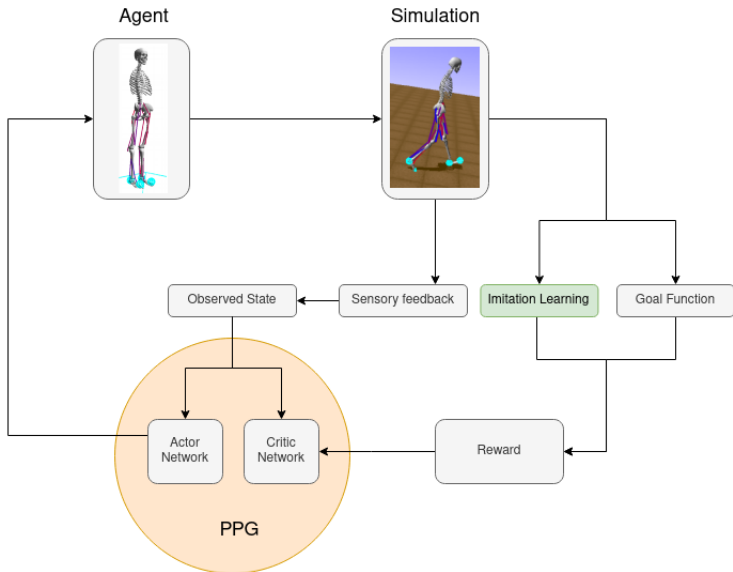 Agent
Simulation
Observed State
Sensory feedback
Imitation Learning
Goal Function
Actor
Network
Critic
Network
Reward
PPG